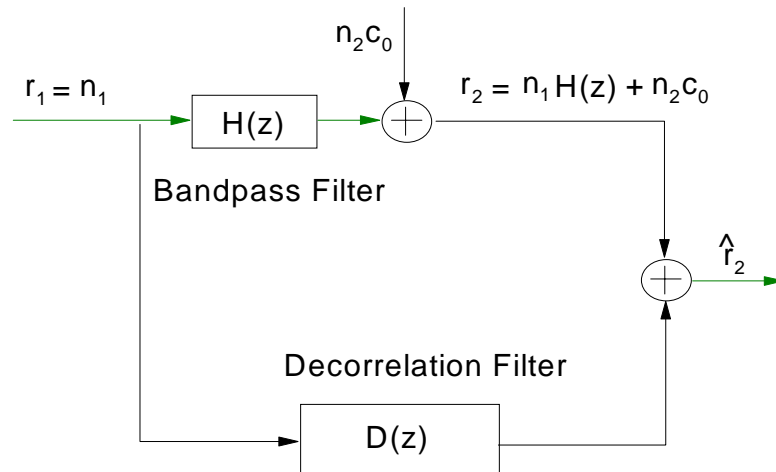 n₂c₀
r₁ = n₁
H(z)
r₂ = n₁H(z) + n₂c₀
Bandpass Filter
r̂₂
Decorrelation Filter
D(z)